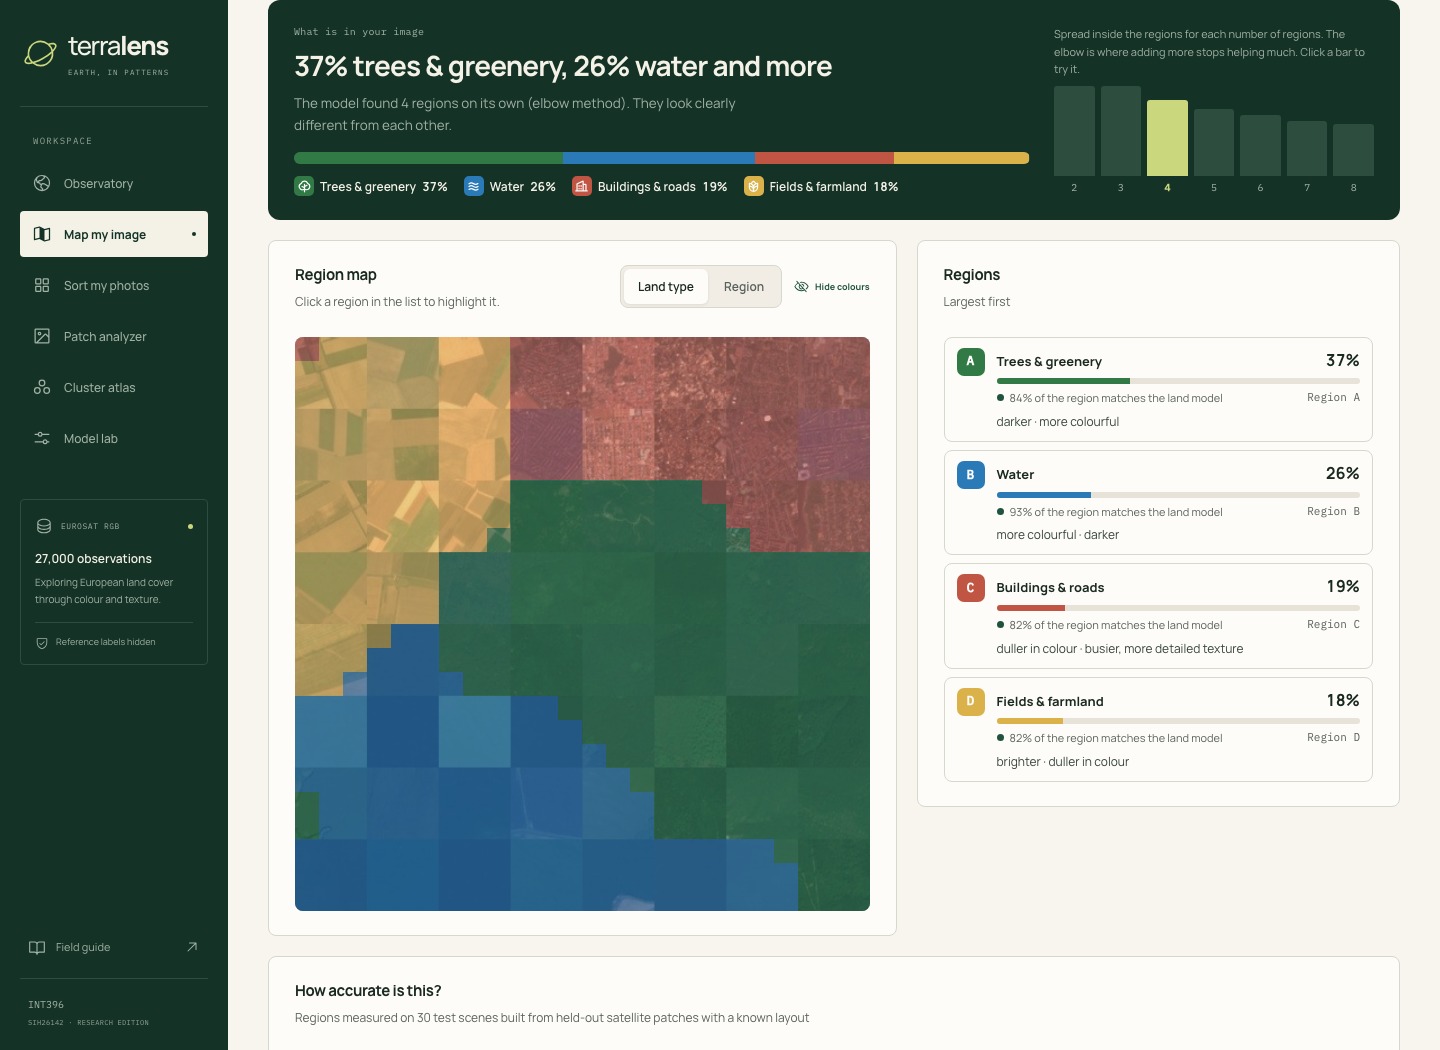 terralens
EARTH, IN PATTERNS
WORKSPACE
Observatory
Map my image
Sort my photos
Patch analyzer
Cluster atlas
Model lab
EUROSAT RGB
27,000 observations
Exploring European land cover
through colour and texture.
Reference labels hidden
Field guide
INT396
SIH26142 · RESEARCH EDITION
What is in your image
37% trees & greenery, 26% water and more
The model found 4 regions on its own (elbow method). They look clearly
different from each other.
Trees & greenery 37% Water 26% Buildings & roads 19% Fields & farmland 18%
Spread inside the regions for each number of regions. The
elbow is where adding more stops helping much. Click a bar to
try it.
2 3 4 5 6 7 8
Region map
Click a region in the list to highlight it.
Land type Region Hide colours
Regions
Largest first
A Trees & greenery 37%
84% of the region matches the land model Region A
darker · more colourful
B Water 26%
93% of the region matches the land model Region B
more colourful · darker
C Buildings & roads 19%
82% of the region matches the land model Region C
duller in colour · busier, more detailed texture
D Fields & farmland 18%
82% of the region matches the land model Region D
brighter · duller in colour
How accurate is this?
Regions measured on 30 test scenes built from held-out satellite patches with a known layout